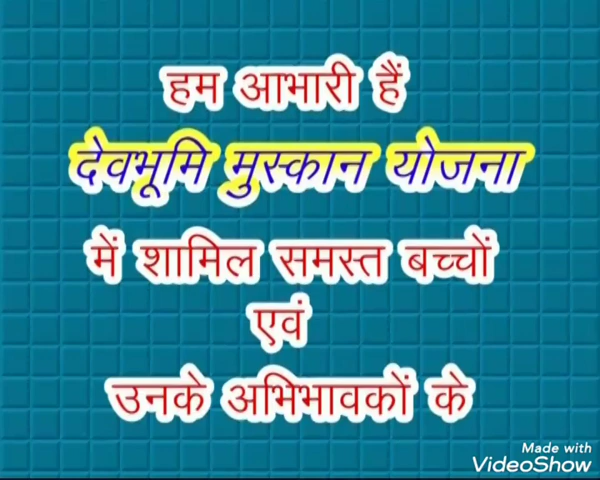 हम आभारी हैं
देवभूमि मुस्कान योजना
में शामिल समस्त बच्चों
एवं
उनके अभिभावकों के
Made with
VideoShow